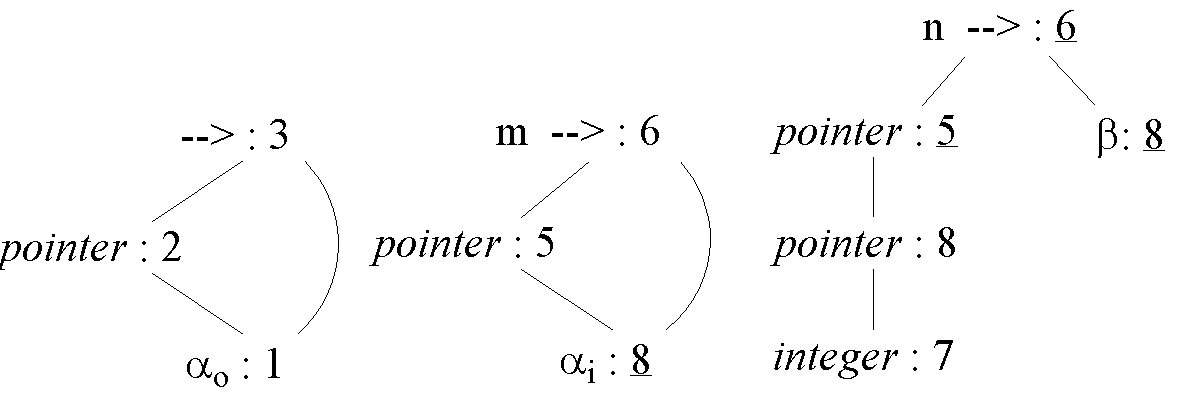 n --> : 6
--> : 3
m --> : 6
pointer : 5
β: 8
pointer : 2
pointer : 5
pointer : 8
αo : 1
αi : 8
integer : 7